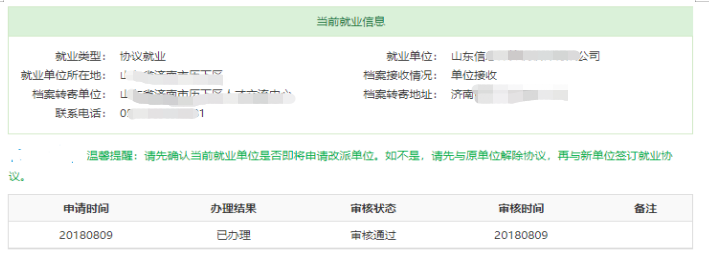 当前就业信息
就业类型： 协议就业 就业单位： 山东信息 公司
就业单位所在地： 山东省济南市历下区 档案接收情况： 单位接收
档案转寄单位： 山东省济南市历下区人才交流中心 档案转寄地址： 济南
联系电话： 1
温馨提醒：请先确认当前就业单位是否即将申请改派单位。如不是，请先与原单位解除协议，再与新单位签订就业协
议。
申请时间 办理结果 审核状态 审核时间 备注
20180809 已办理 审核通过 20180809